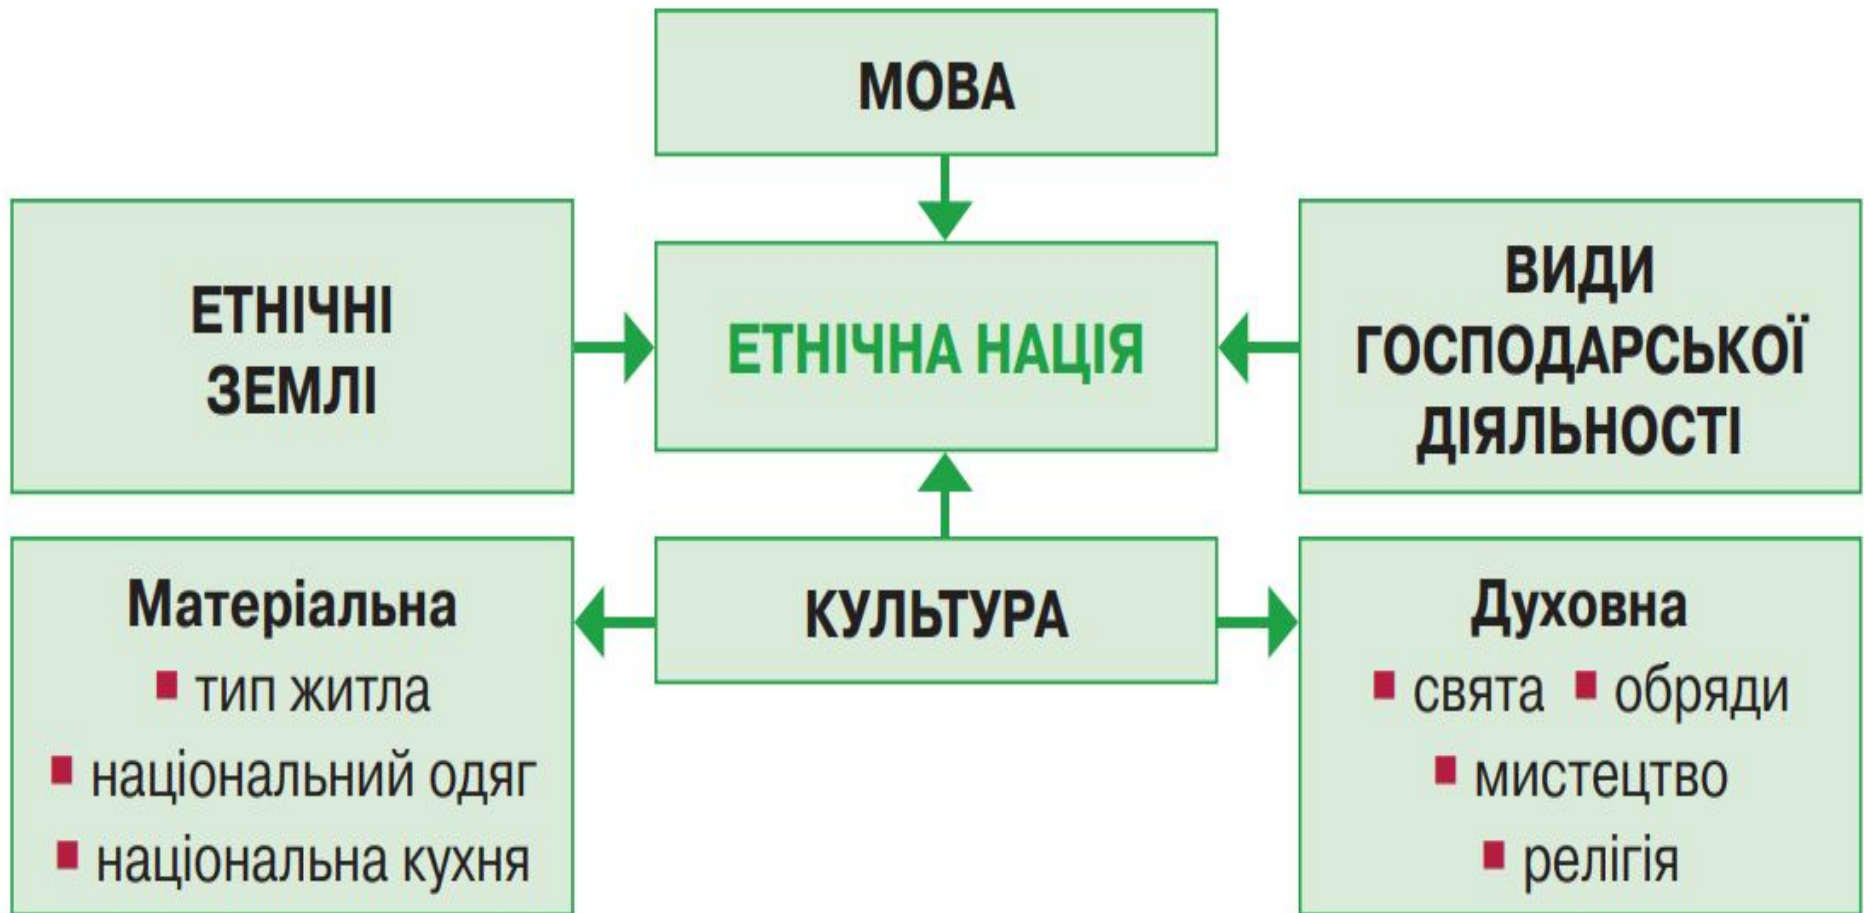 МОВА
ЕТНІЧНІ
ЗЕМЛІ
ЕТНІЧНА НАЦІЯ
ВИДИ
ГОСПОДАРСЬКОЇ
ДІЯЛЬНОСТІ
Матеріальна
▪ тип житла
▪ національний одяг
▪ національна кухня
КУЛЬТУРА
Духовна
▪ свята ▪ обряди
▪ мистецтво
▪ релігія